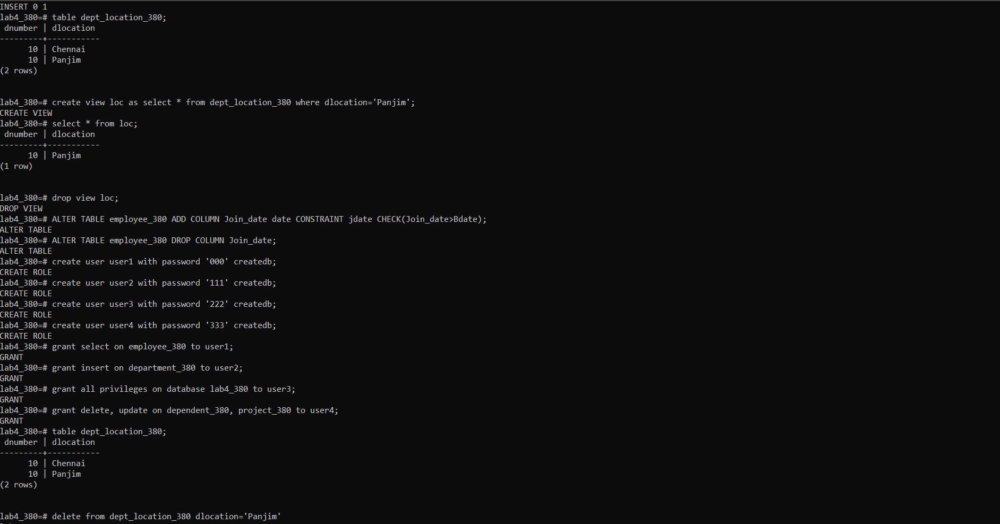 INSERT 0 1
lab4_380=# table dept_location_380;
 dnumber | dlocation
---------+-----------
      10 | Chennai
      10 | Panjim
(2 rows)
lab4_380=# create view loc as select * from dept_location_380 where dlocation='Panjim';
CREATE VIEW
lab4_380=# select * from loc;
 dnumber | dlocation
---------+-----------
      10 | Panjim
(1 row)
lab4_380=# drop view loc;
DROP VIEW
lab4_380=# ALTER TABLE employee_380 ADD COLUMN Join_date date CONSTRAINT jdate CHECK(Join_date>Bdate);
ALTER TABLE
lab4_380=# ALTER TABLE employee_380 DROP COLUMN Join_date;
ALTER TABLE
lab4_380=# create user user1 with password '000' createdb;
CREATE ROLE
lab4_380=# create user user2 with password '111' createdb;
CREATE ROLE
lab4_380=# create user user3 with password '222' createdb;
CREATE ROLE
lab4_380=# create user user4 with password '333' createdb;
CREATE ROLE
lab4_380=# grant select on employee_380 to user1;
GRANT
lab4_380=# grant insert on department_380 to user2;
GRANT
lab4_380=# grant all privileges on database lab4_380 to user3;
GRANT
lab4_380=# grant delete, update on dependent_380, project_380 to user4;
GRANT
lab4_380=# table dept_location_380;
 dnumber | dlocation
---------+-----------
      10 | Chennai
      10 | Panjim
(2 rows)
lab4_380=# delete from dept_location_380 dlocation='Panjim'